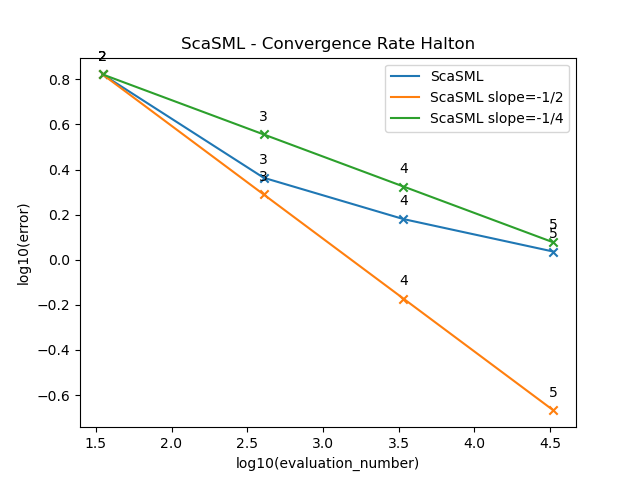 ScaSML - Convergence Rate Halton
ScaSML
ScaSML slope=-1/2
ScaSML slope=-1/4
2
3
3
3
4
4
4
5
5
5
0.8
0.6
0.4
0.2
0.0
−0.2
−0.4
−0.6
log10(error)
1.5 2.0 2.5 3.0 3.5 4.0 4.5
log10(evaluation_number)